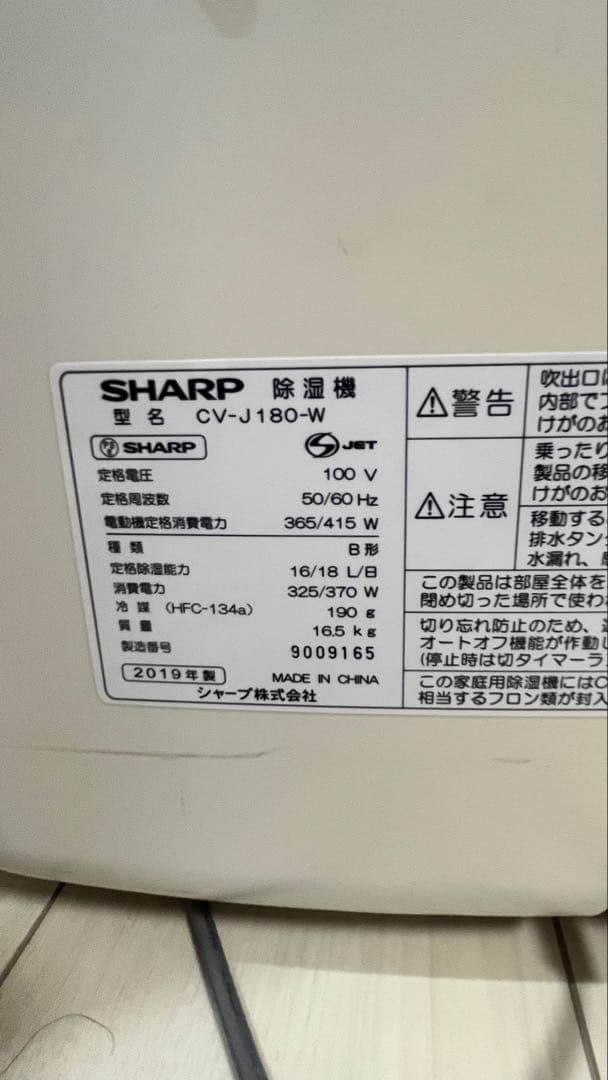 SHARP 除湿機
型名 CV-J180-W
SHARP JET
定格電圧 100 V
定格周波数 50/60 Hz
電動機定格消費電力 365/415 W
種類 B形
定格除湿能力 16/18 L/日
消費電力 325/370 W
冷媒 (HFC-134a) 190 g
質量 16.5 kg
製造番号 9009165
2019年製 MADE IN CHINA
シャープ株式会社
⚠警告
吹出口
内部で
けがのお
⚠注意
乗ったり
製品の移
けがのお
移動する
排水タン
水漏れ、
この製品は部屋全体を
閉め切った場所で使わ
切り忘れ防止のため、
オートオフ機能が作動し
(停止時は切タイマーラ
この家庭用除湿機にはC
相当するフロン類が封入